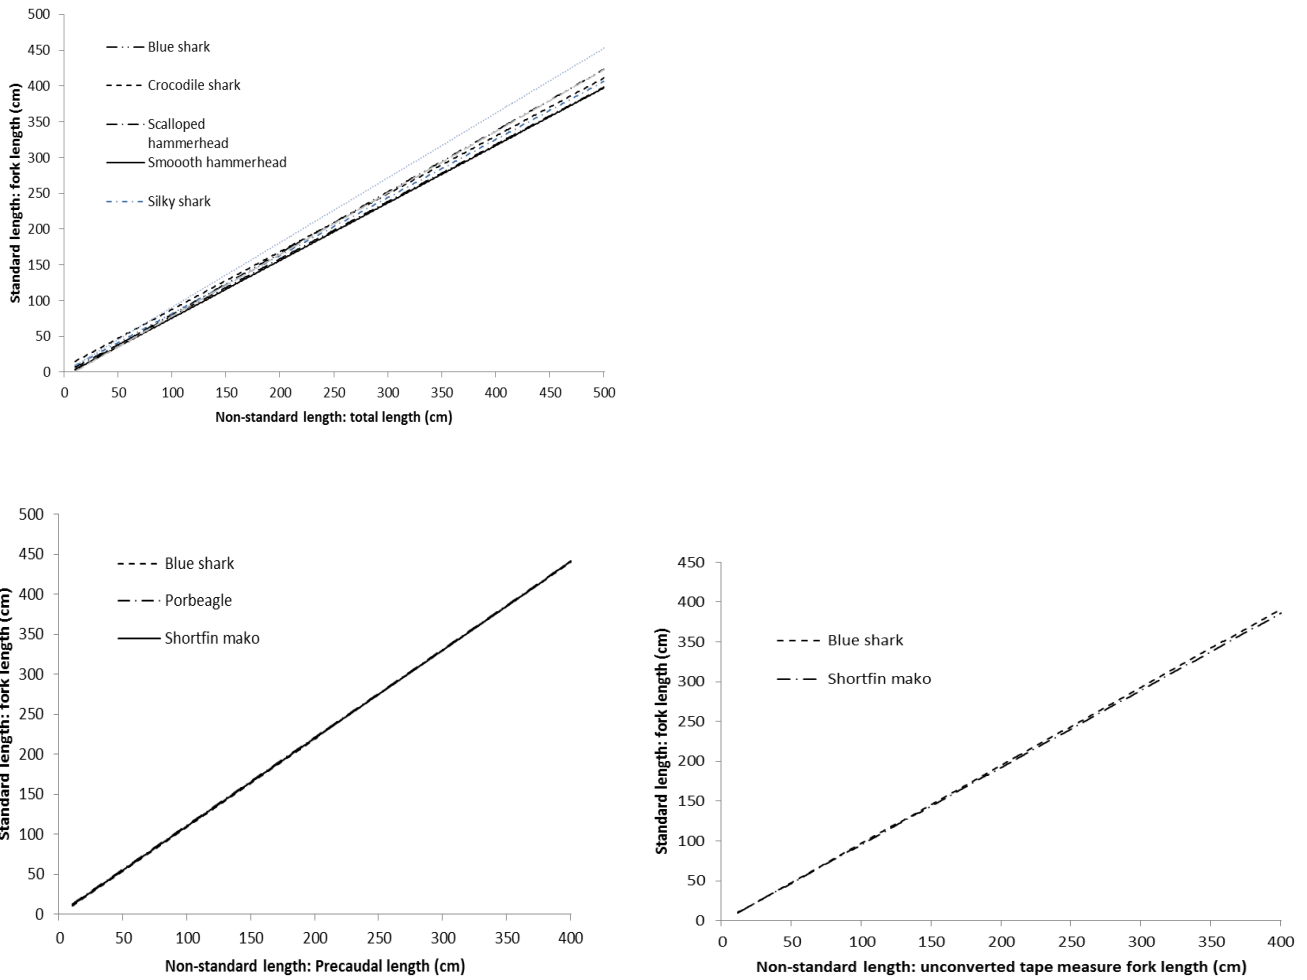 500
450
400
350
300
250
200
150
100
50
0
Standard length: fork length (cm)
Blue shark
Crocodile shark
Scalloped
hammerhead
Smoooth hammerhead
Silky shark
0 50 100 150 200 250 300 350 400 450 500
Non-standard length: total length (cm)
500
450
400
350
300
250
200
150
100
50
0
Standard length: fork length (cm)
Blue shark
Porbeagle
Shortfin mako
0 50 100 150 200 250 300 350 400
Non-standard length: Precaudal length (cm)
450
400
350
300
250
200
150
100
50
0
Standard length: fork length (cm)
Blue shark
Shortfin mako
0 50 100 150 200 250 300 350 400
Non-standard length: unconverted tape measure fork length (cm)